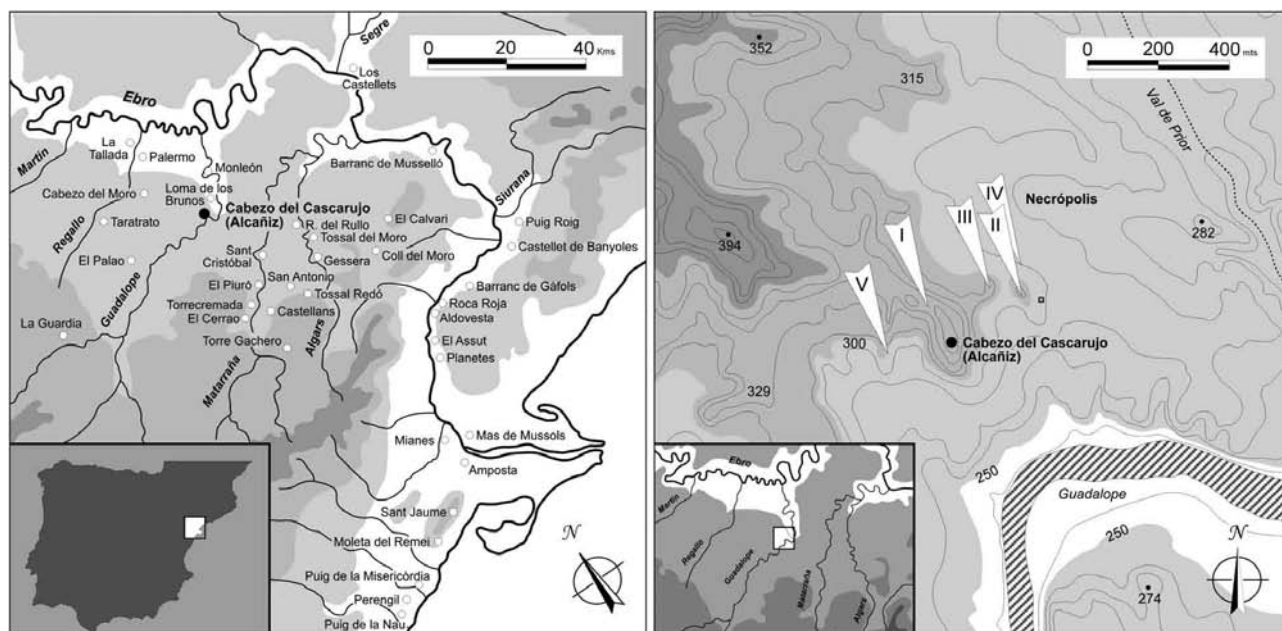 Segre
0 20 40 Kms
Los
Castellets
Ebro
Martín
La
Tallada
Palermo
Monleón
Barranc de Musselló
Siurana
Cabezo del Moro
Loma de los
Brunos
Cabezo del Cascarujo
(Alcañiz)
Regallo
Taratrato
R. del Rullo
El Calvari
Puig Roig
Tossal del Moro
Castellet de Banyoles
El Palao
Sant
Cristóbal
Gessera
Coll del Moro
Guadalope
El Piuró
San Antonio
Tossal Redó
Barranc de Gàfols
Torrecremada
El Cerrao
Castellans
Roca Roja
Aldovesta
La Guardia
Torre Gachero
Algars
El Assut
Planetes
Matarraña
Mianes
Mas de Mussols
Amposta
Sant Jaume
Moleta del Remei
N
Puig de la Misericòrdia
Perengil
Puig de la Nau
352
0 200 400 mts
315
Val de Prior
Necrópolis
I
III
IV
II
282
394
V
300
Cabezo del Cascarujo
(Alcañiz)
329
250
Guadalope
250
274
N
Ebro
Martín
Regallo
Guadalope
Matarraña
Algars